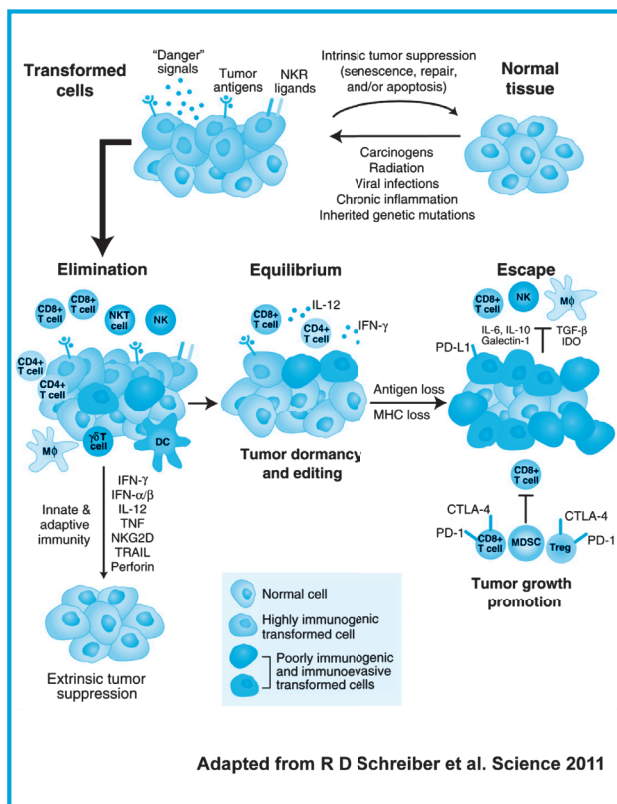 Transformed
cells
"Danger"
signals
Tumor
antigens
NKR
ligands
Intrinsic tumor suppression
(senescence, repair,
and/or apoptosis)
Normal
tissue
Carcinogens
Radiation
Viral infections
Chronic inflammation
Inherited genetic mutations
Elimination
CD8+
T cell
CD8+
T cell
NKT
cell
NK
CD4+
T cell
CD4+
T cell
Mϕ
γδT
cell
DC
Innate &
adaptive
immunity
IFN-γ
IFN-α/β
IL-12
TNF
NKG2D
TRAIL
Perforin
Extrinsic tumor
suppression
Equilibrium
CD8+
T cell
IL-12
CD4+
T cell
IFN-γ
Tumor dormancy
and editing
Antigen loss
MHC loss
Escape
CD8+
T cell
NK
Mϕ
PD-L1
IL-6, IL-10
Galectin-1
TGF-β
IDO
CD8+
T cell
CTLA-4
PD-1
CD8+
T cell
MDSC
Treg
CTLA-4
PD-1
Tumor growth
promotion
Normal cell
Highly immunogenic
transformed cell
Poorly immunogenic
and immunoevasive
transformed cells
Adapted from R D Schreiber et al. Science 2011